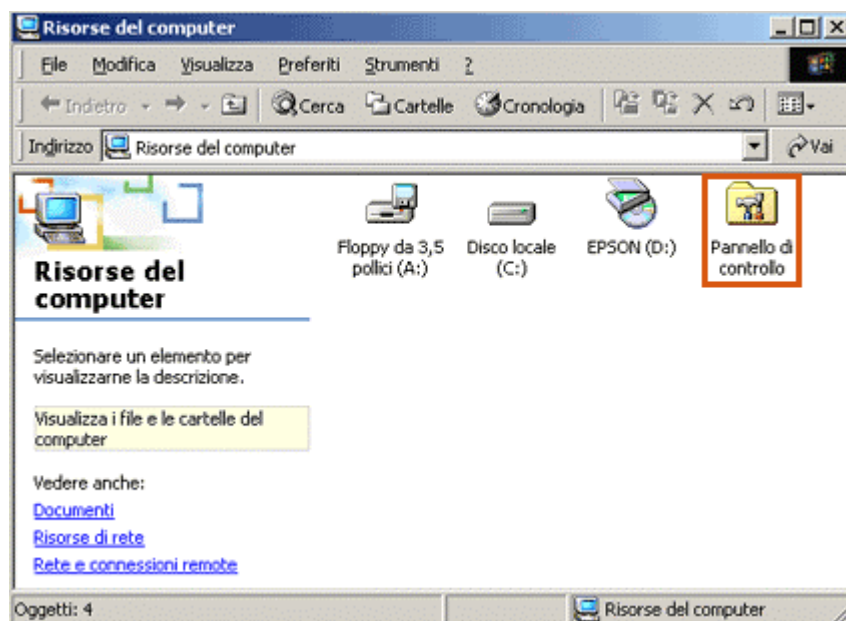 Risorse del computer
File Modifica Visualizza Preferiti Strumenti ?
Indietro Cerca Cartelle Cronologia
Indirizzo Risorse del computer Vai
Risorse del
computer
Selezionare un elemento per
visualizzarne la descrizione.
Visualizza i file e le cartelle del
computer
Vedere anche:
Documenti
Risorse di rete
Rete e connessioni remote
Floppy da 3,5
pollici (A:)
Disco locale
(C:)
EPSON (D:)
Pannello di
controllo
Oggetti: 4 Risorse del computer